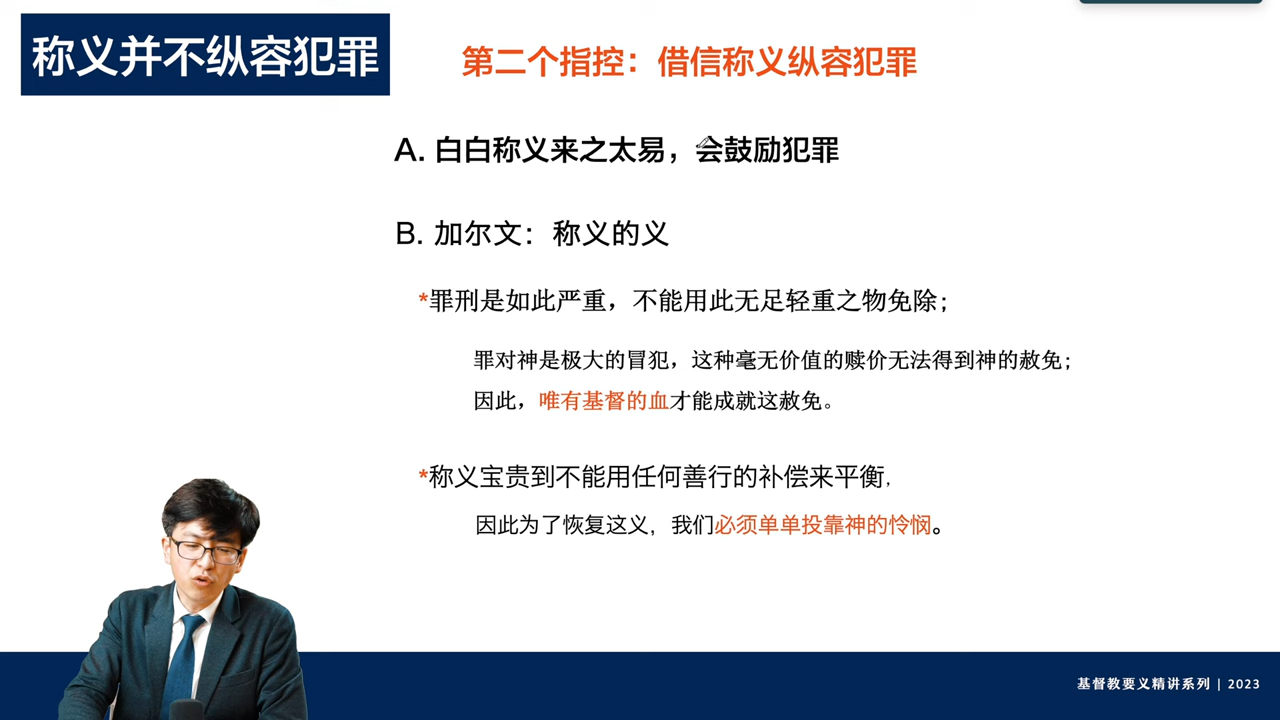 称义并不纵容犯罪
第二个指控：借信称义纵容犯罪
A. 白白称义来之太易，会鼓励犯罪
B. 加尔文：称义的义
*罪刑是如此严重，不能用此无足轻重之物免除；
罪对神是极大的冒犯，这种毫无价值的赎价无法得到神的赦免；
因此，唯有基督的血才能成就这赦免。
*称义宝贵到不能用任何善行的补偿来平衡，
因此为了恢复这义，我们必须单单投靠神的怜悯。
基督教要义精讲系列 | 2023